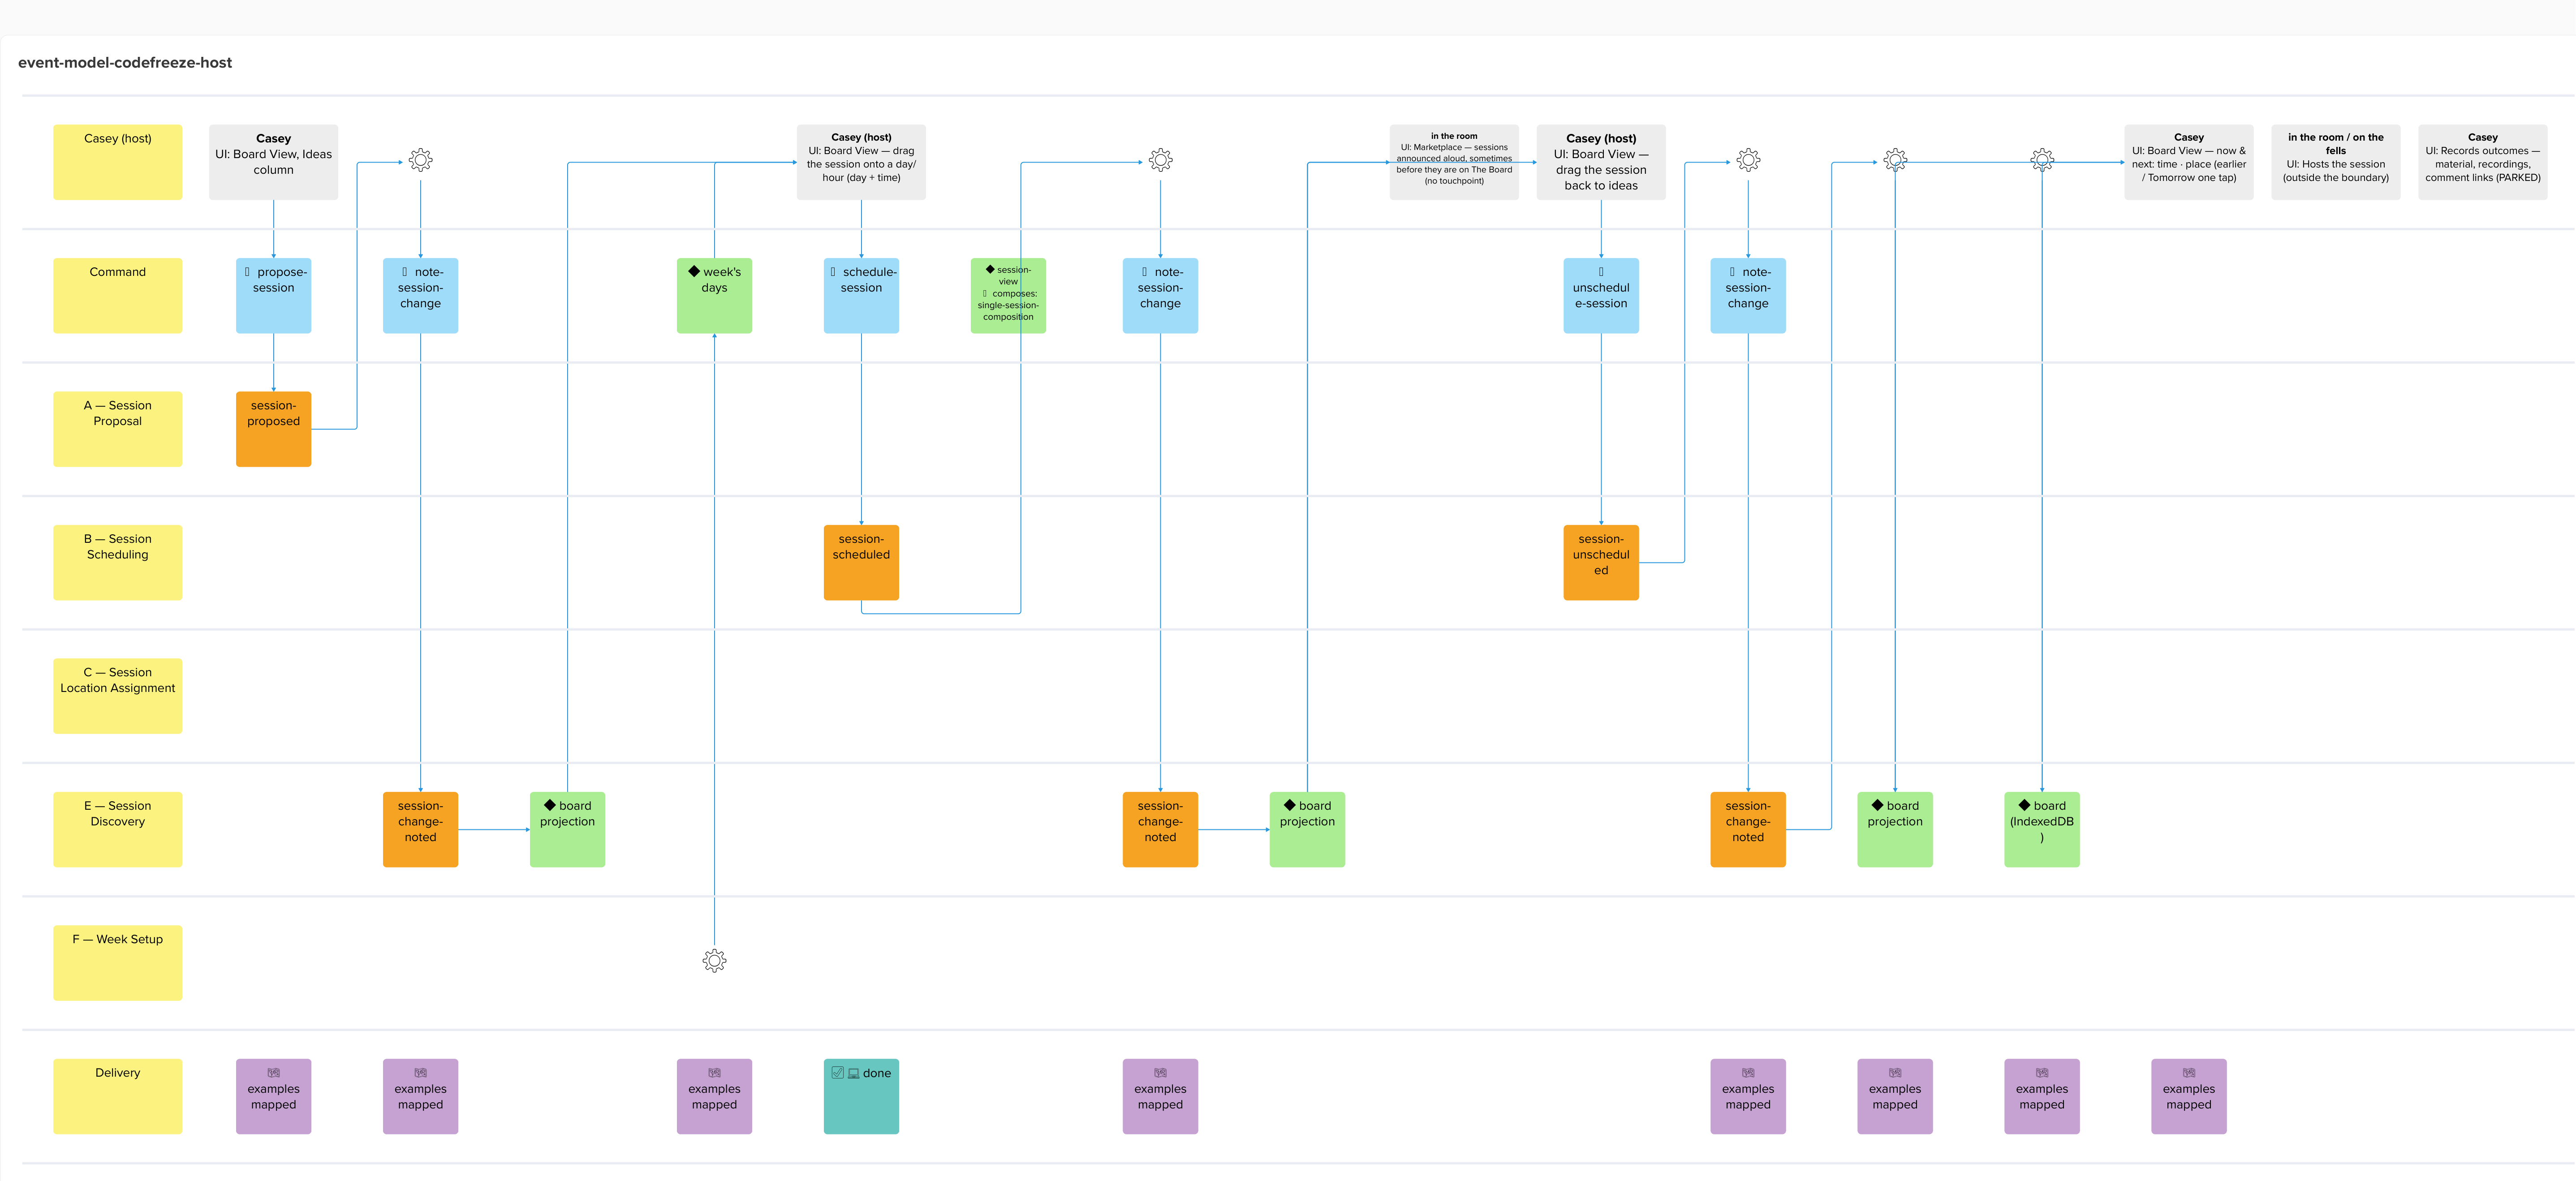 event-model-codefreeze-host
Casey (host)
Casey
UI: Board View, Ideas
column
Casey (host)
UI: Board View — drag
the session onto a day/
hour (day + time)
in the room
UI: Marketplace — sessions
announced aloud, sometimes
before they are on The Board
(no touchpoint)
Casey (host)
UI: Board View —
drag the session
back to ideas
Casey
UI: Board View — now &
next: time · place (earlier
/ Tomorrow one tap)
in the room / on the
fells
UI: Hosts the session
(outside the boundary)
Casey
UI: Records outcomes —
material, recordings,
comment links (PARKED)
Command
propose-
session
note-
session-
change
◆ week's
days
schedule-
session
◆ session-
view
composes:
single-session-
composition
note-
session-
change
unschedul
e-session
note-
session-
change
A — Session
Proposal
session-
proposed
B — Session
Scheduling
session-
scheduled
session-
unschedul
ed
C — Session
Location Assignment
E — Session
Discovery
session-
change-
noted
◆ board
projection
session-
change-
noted
◆ board
projection
session-
change-
noted
◆ board
projection
◆ board
(IndexedDB
)
F — Week Setup
Delivery
examples
mapped
examples
mapped
examples
mapped
done
examples
mapped
examples
mapped
examples
mapped
examples
mapped
examples
mapped